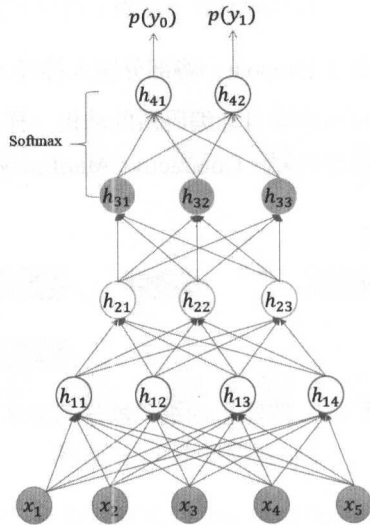 p(y₀) p(y₁)
h₄₁ h₄₂
Softmax
h₃₁ h₃₂ h₃₃
h₂₁ h₂₂ h₂₃
h₁₁ h₁₂ h₁₃ h₁₄
x₁ x₂ x₃ x₄ x₅